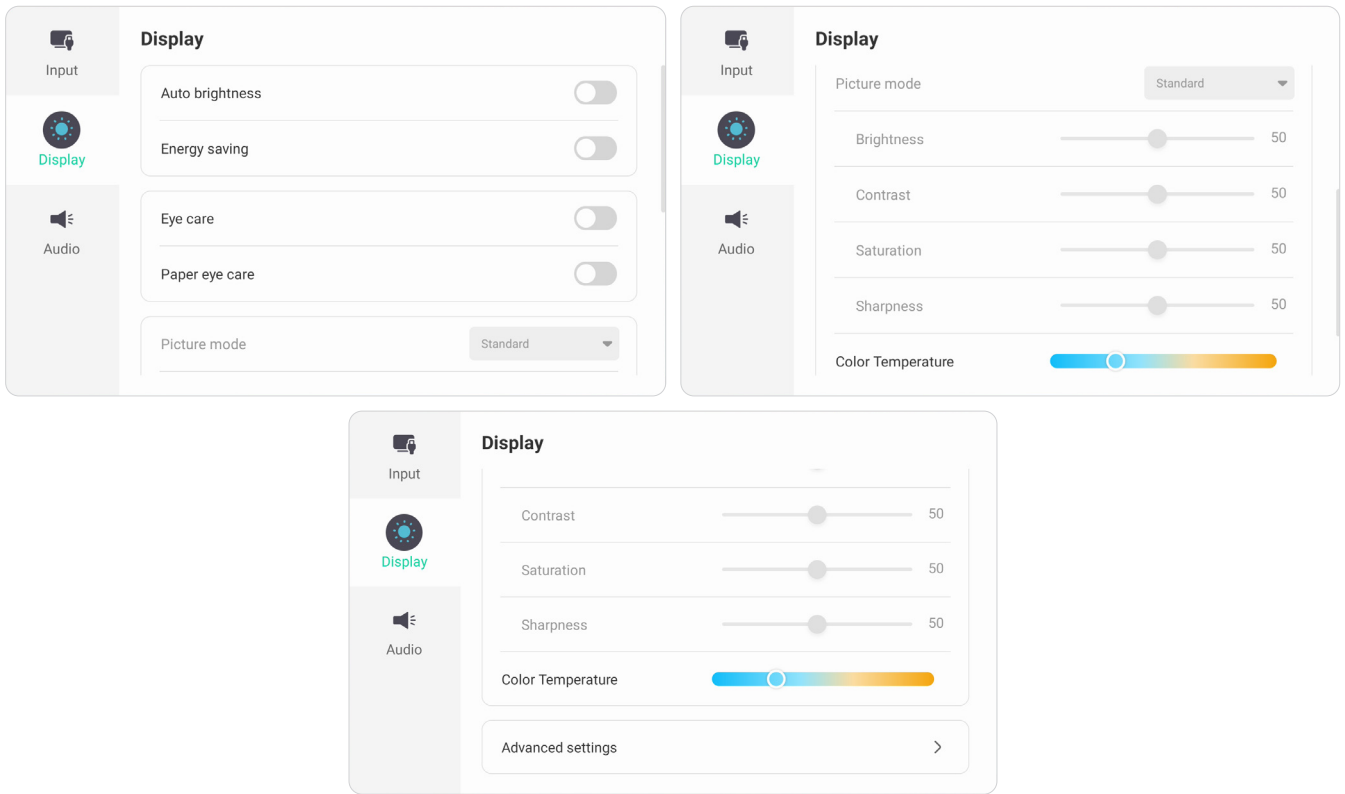 Display
Input
Auto brightness
Display
Energy saving
Eye care
Audio
Paper eye care
Picture mode Standard
Display
Input
Picture mode Standard
Brightness 50
Display
Contrast 50
Audio
Saturation 50
Sharpness 50
Color Temperature
Display
Input
Contrast 50
Display
Saturation 50
Sharpness 50
Audio
Color Temperature
Advanced settings